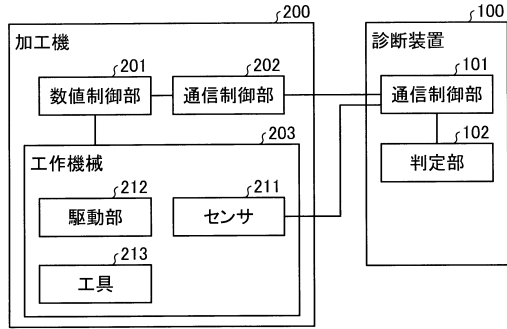 200
加工機
201
数値制御部
202
通信制御部
203
工作機械
212
駆動部
211
センサ
213
工具
100
診断装置
101
通信制御部
102
判定部